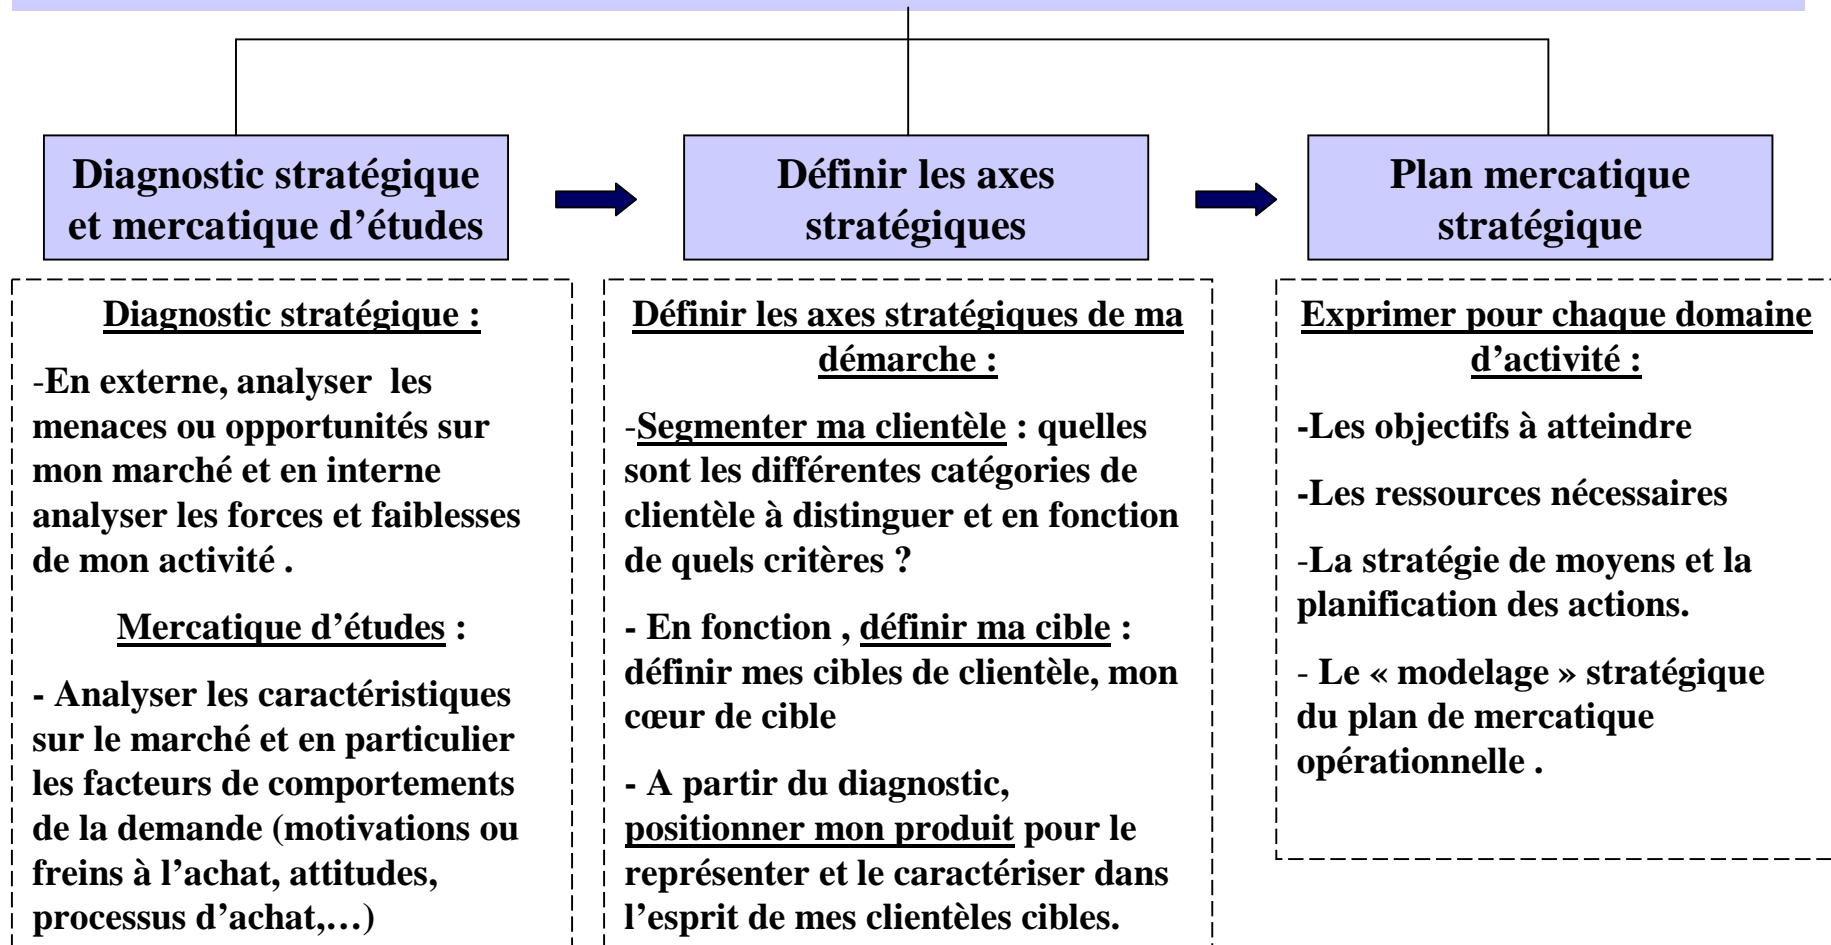 Diagnostic stratégique
et mercatique d’études
Définir les axes
stratégiques
Plan mercatique
stratégique
Diagnostic stratégique :
-En externe, analyser les
menaces ou opportunités sur
mon marché et en interne
analyser les forces et faiblesses
de mon activité .
Mercatique d’études :
- Analyser les caractéristiques
sur le marché et en particulier
les facteurs de comportements
de la demande (motivations ou
freins à l’achat, attitudes,
processus d’achat,…)
Définir les axes stratégiques de ma
démarche :
-Segmenter ma clientèle : quelles
sont les différentes catégories de
clientèle à distinguer et en fonction
de quels critères ?
- En fonction , définir ma cible :
définir mes cibles de clientèle, mon
cœur de cible
- A partir du diagnostic,
positionner mon produit pour le
représenter et le caractériser dans
l’esprit de mes clientèles cibles.
Exprimer pour chaque domaine
d’activité :
-Les objectifs à atteindre
-Les ressources nécessaires
-La stratégie de moyens et la
planification des actions.
- Le « modelage » stratégique
du plan de mercatique
opérationnelle .